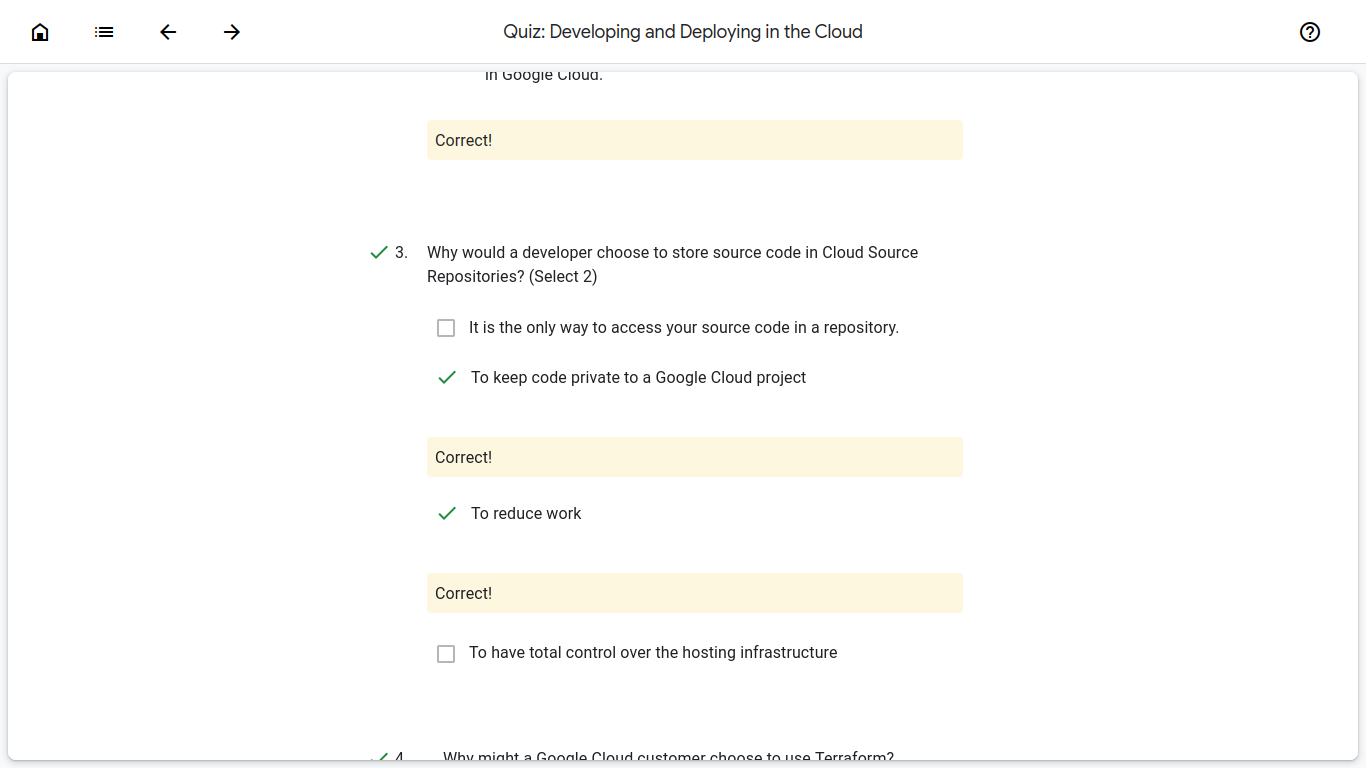 Quiz: Developing and Deploying in the Cloud
in Google Cloud.
Correct!
3. Why would a developer choose to store source code in Cloud Source
Repositories? (Select 2)
It is the only way to access your source code in a repository.
To keep code private to a Google Cloud project
Correct!
To reduce work
Correct!
To have total control over the hosting infrastructure
4. Why might a Google Cloud customer choose to use Terraform?